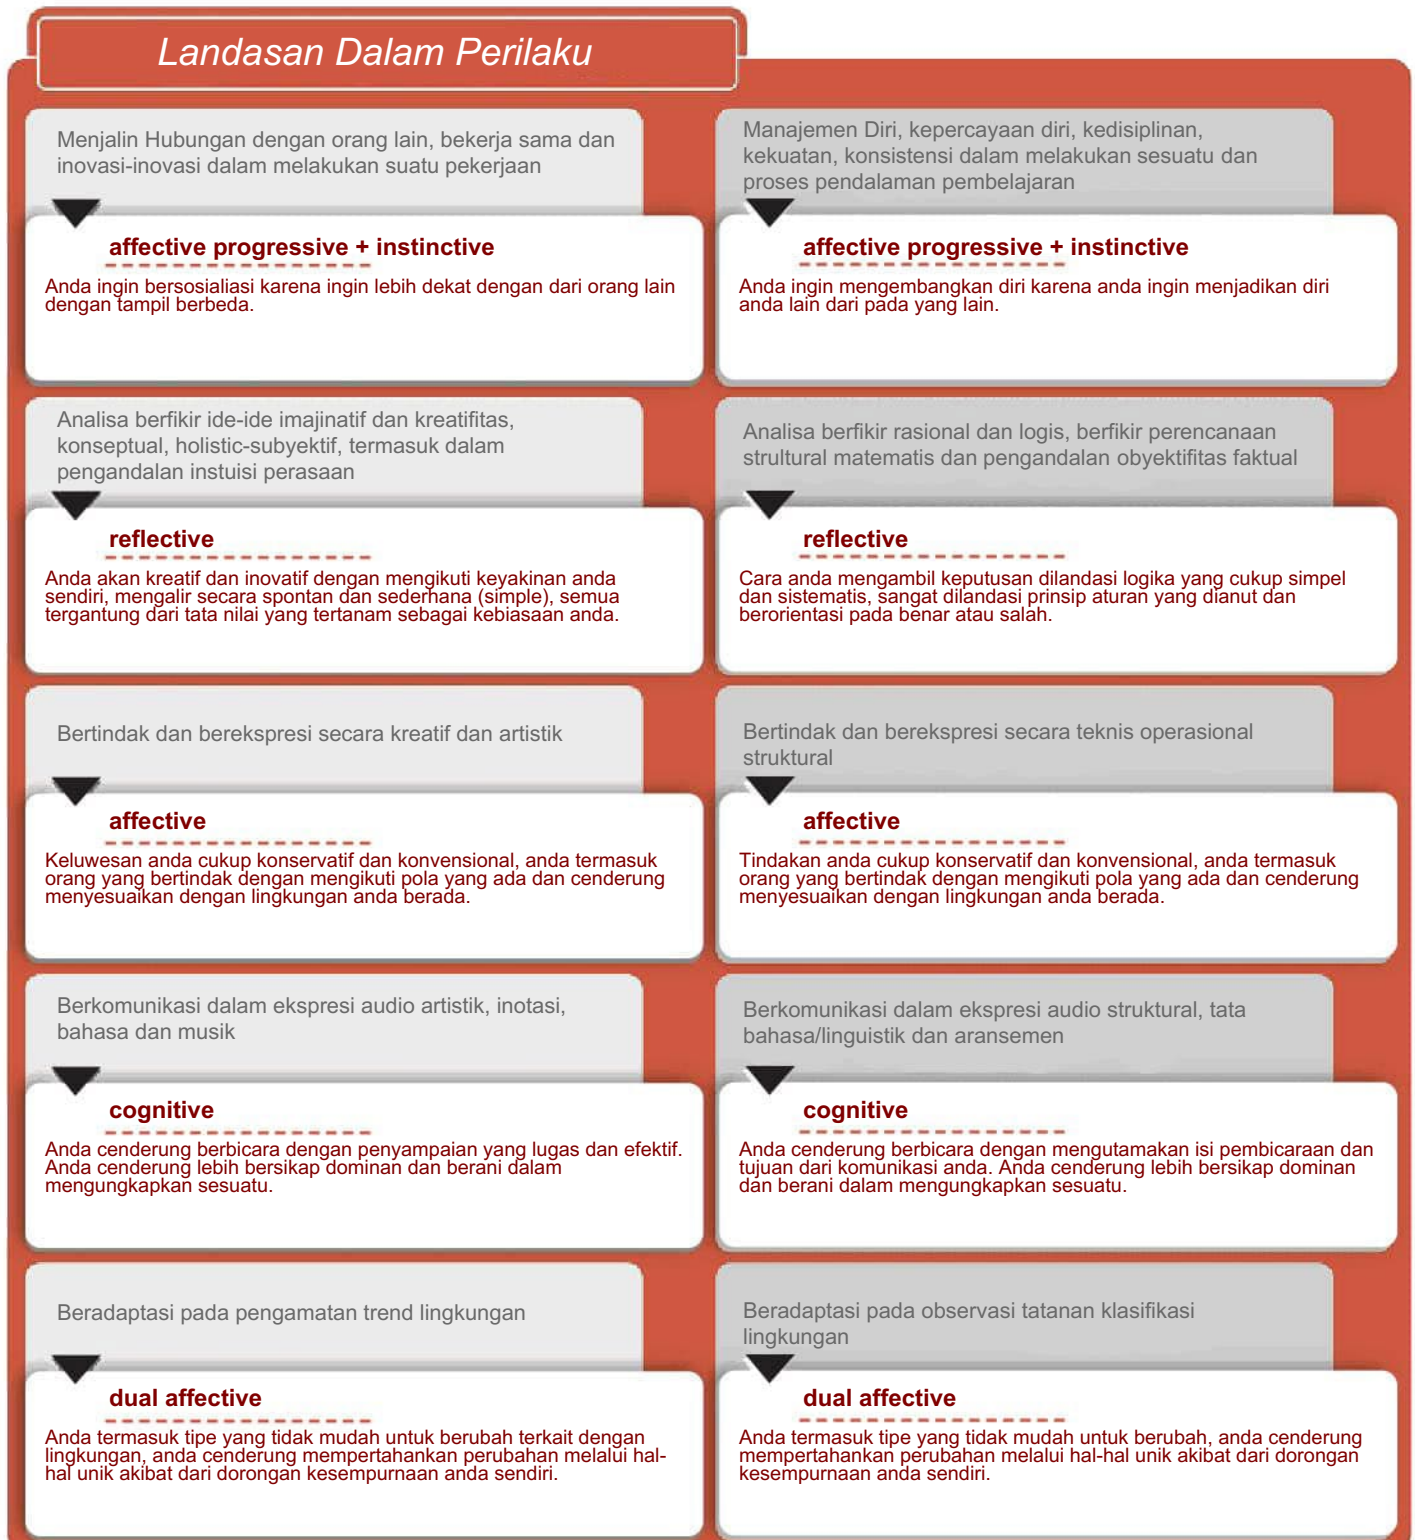 Landasan Dalam Perilaku
Menjalin Hubungan dengan orang lain, bekerja sama dan
inovasi-inovasi dalam melakukan suatu pekerjaan
affective progressive + instinctive
Anda ingin bersosialiasi karena ingin lebih dekat dengan dari orang lain
dengan tampil berbeda.
Manajemen Diri, kepercayaan diri, kedisiplinan,
kekuatan, konsistensi dalam melakukan sesuatu dan
proses pendalaman pembelajaran
affective progressive + instinctive
Anda ingin mengembangkan diri karena anda ingin menjadikan diri
anda lain dari pada yang lain.
Analisa berfikir ide-ide imajinatif dan kreatifitas,
konseptual, holistic-subyektif, termasuk dalam
pengandalan instuisi perasaan
reflective
Anda akan kreatif dan inovatif dengan mengikuti keyakinan anda
sendiri, mengalir secara spontan dan sederhana (simple), semua
tergantung dari tata nilai yang tertanam sebagai kebiasaan anda.
Analisa berfikir rasional dan logis, berfikir perencanaan
strultural matematis dan pengandalan obyektifitas faktual
reflective
Cara anda mengambil keputusan dilandasi logika yang cukup simpel
dan sistematis, sangat dilandasi prinsip aturan yang dianut dan
berorientasi pada benar atau salah.
Bertindak dan berekspresi secara kreatif dan artistik
affective
Keluwesan anda cukup konservatif dan konvensional, anda termasuk
orang yang bertindak dengan mengikuti pola yang ada dan cenderung
menyesuaikan dengan lingkungan anda berada.
Bertindak dan berekspresi secara teknis operasional
struktural
affective
Tindakan anda cukup konservatif dan konvensional, anda termasuk
orang yang bertindak dengan mengikuti pola yang ada dan cenderung
menyesuaikan dengan lingkungan anda berada.
Berkomunikasi dalam ekspresi audio artistik, inotasi,
bahasa dan musik
cognitive
Anda cenderung berbicara dengan penyampaian yang lugas dan efektif.
Anda cenderung lebih bersikap dominan dan berani dalam
mengungkapkan sesuatu.
Berkomunikasi dalam ekspresi audio struktural, tata
bahasa/linguistik dan aransemen
cognitive
Anda cenderung berbicara dengan mengutamakan isi pembicaraan dan
tujuan dari komunikasi anda. Anda cenderung lebih bersikap dominan
dan berani dalam mengungkapkan sesuatu.
Beradaptasi pada pengamatan trend lingkungan
dual affective
Anda termasuk tipe yang tidak mudah untuk berubah terkait dengan
lingkungan, anda cenderung mempertahankan perubahan melalui hal-
hal unik akibat dari dorongan kesempurnaan anda sendiri.
Beradaptasi pada observasi tatanan klasifikasi
lingkungan
dual affective
Anda termasuk tipe yang tidak mudah untuk berubah, anda cenderung
mempertahankan perubahan melalui hal-hal unik akibat dari dorongan
kesempurnaan anda sendiri.